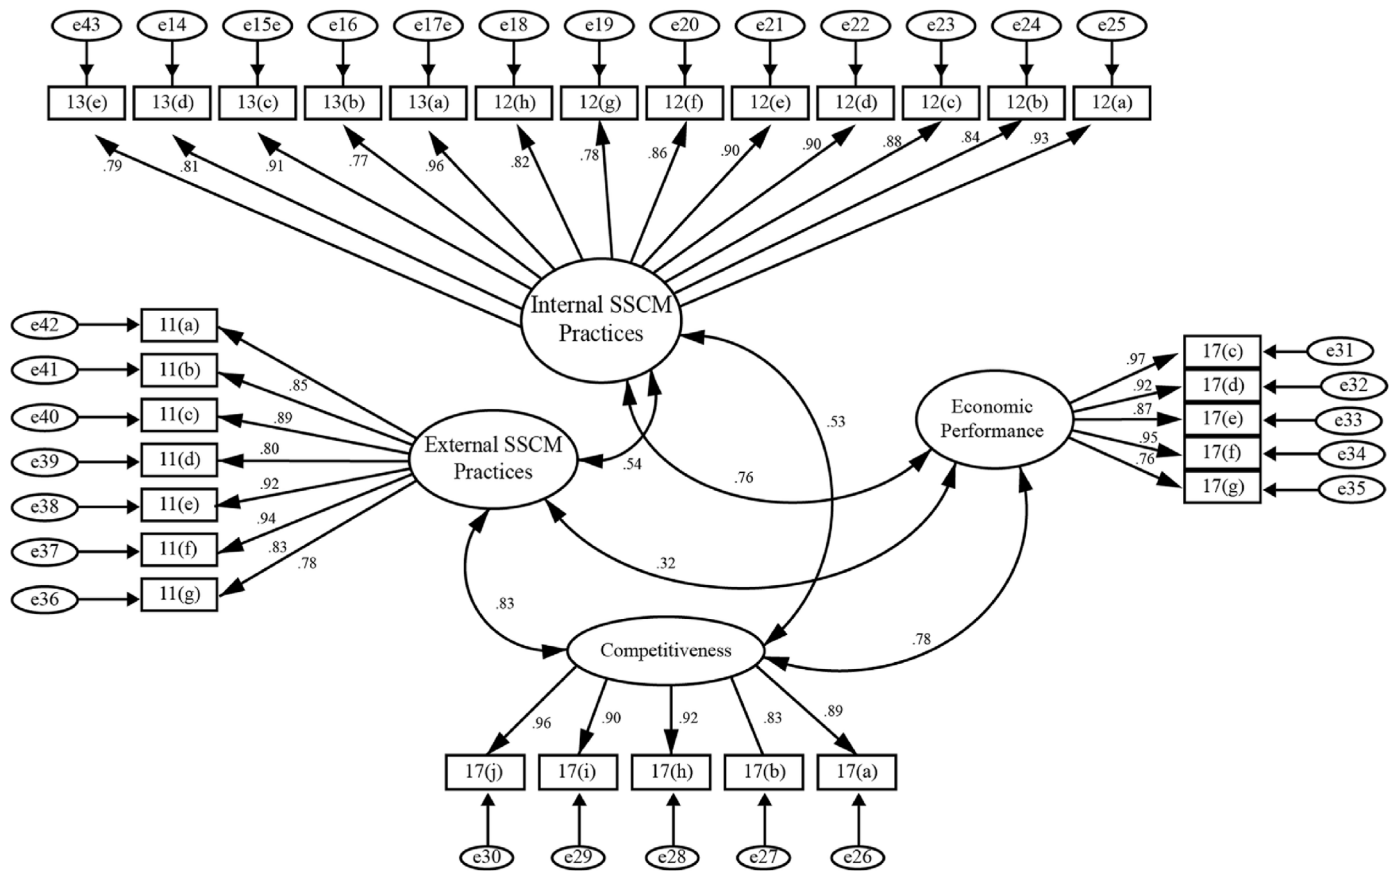 e43 e14 e15e e16 e17e e18 e19 e20 e21 e22 e23 e24 e25
13(e) 13(d) 13(c) 13(b) 13(a) 12(h) 12(g) 12(f) 12(e) 12(d) 12(c) 12(b) 12(a)
.79 .81 .91 .77 .96 .82 .78 .86 .90 .90 .88 .84 .93
Internal SSCM
Practices
e42 11(a)
e41 11(b)
e40 11(c)
e39 11(d)
e38 11(e)
e37 11(f)
e36 11(g)
.85
.89
.80
.92
.94
.83
.78
External SSCM
Practices
Economic
Performance
.97
.92
.87
.95
.76
17(c) e31
17(d) e32
17(e) e33
17(f) e34
17(g) e35
.53
.54
.76
.32
.83
.78
Competitiveness
.96 .90 .92 .83 .89
17(j) 17(i) 17(h) 17(b) 17(a)
e30 e29 e28 e27 e26